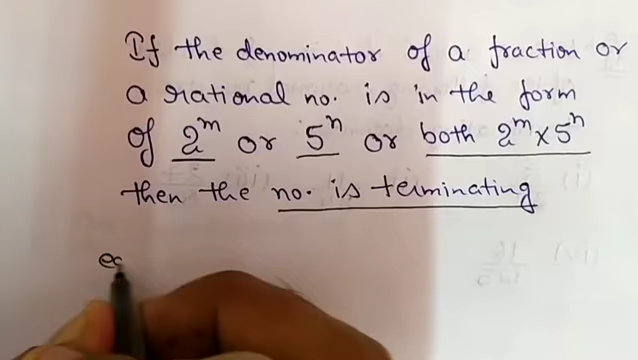 If the denominator of a fraction or
a rational no. is in the form
of 2^m or 5^n or both 2^m x 5^n
then the no. is terminating